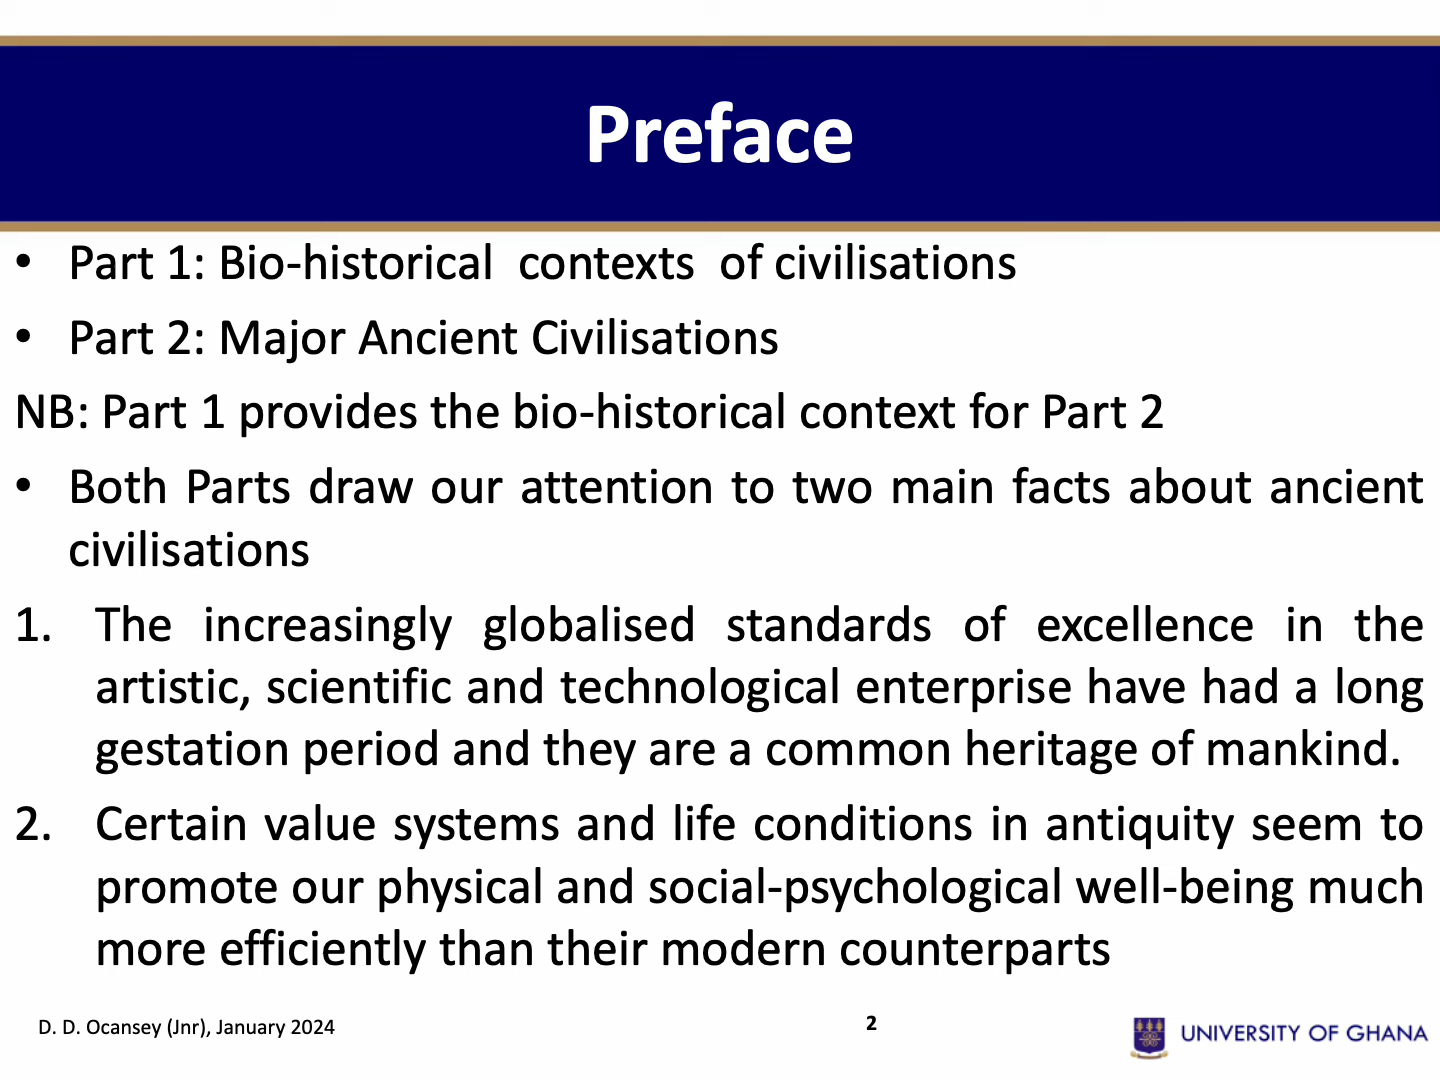 Preface
• Part 1: Bio-historical contexts of civilisations
• Part 2: Major Ancient Civilisations
NB: Part 1 provides the bio-historical context for Part 2
• Both Parts draw our attention to two main facts about ancient
civilisations
1. The increasingly globalised standards of excellence in the
artistic, scientific and technological enterprise have had a long
gestation period and they are a common heritage of mankind.
2. Certain value systems and life conditions in antiquity seem to
promote our physical and social-psychological well-being much
more efficiently than their modern counterparts
D. D. Ocansey (Jnr), January 2024
2
UNIVERSITY OF GHANA